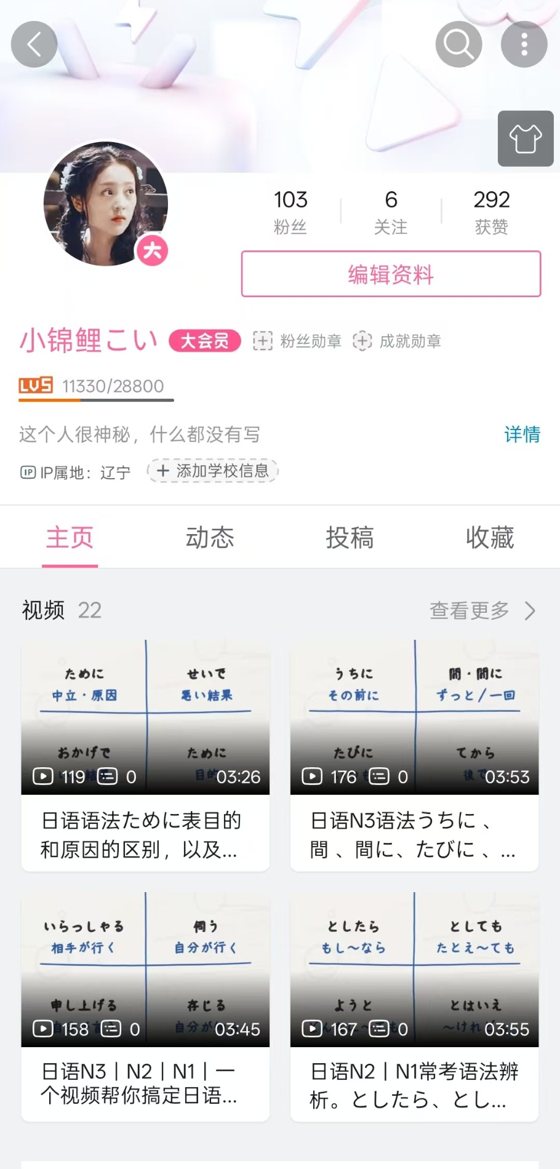 103
6
292
粉丝
关注
获赞
大
编辑资料
小锦鲤こい 大会员 粉丝勋章 成就勋章
LV5 11330/28800
这个人很神秘，什么都没有写
详情
IP IP属地：辽宁 + 添加学校信息
主页 动态 投稿 收藏
视频 22
查看更多
ために せいで
中立・原因 悪い結果
おかげで ために
119 0 03:26
日语语法ために表目的
和原因的区别，以及...
うちに 間・間に
その前に ずっと/一回
たびに てから
176 0 03:53
日语N3语法うちに 、
間 、間に、たびに 、...
いらっしゃる 伺う
相手が行く 自分が行く
申し上げる 存じる
158 0 03:45
日语N3｜N2｜N1｜一
个视频帮你搞定日语...
としたら としても
もし〜なら たとえ〜ても
ようと とはいえ
167 0 03:55
日语N2｜N1常考语法辨
析。としたら、とし...